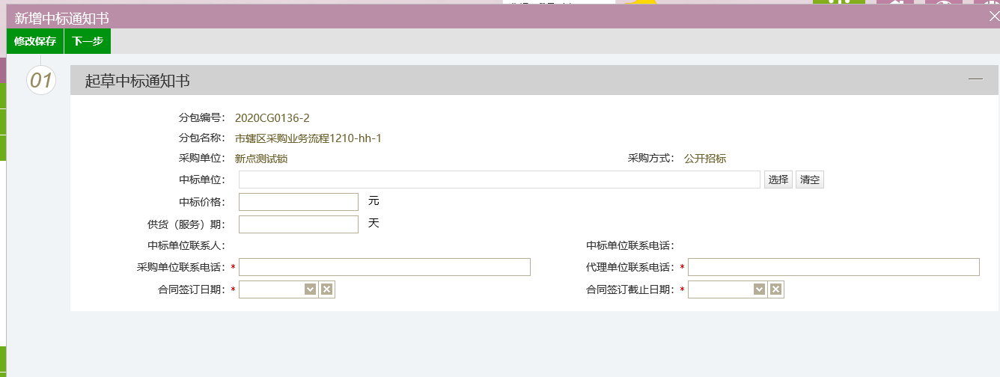 新增中标通知书
修改保存 下一步
01 起草中标通知书
分包编号： 2020CG0136-2
分包名称： 市辖区采购业务流程1210-hh-1
采购单位： 新点测试锁 采购方式： 公开招标
中标单位： 选择 清空
中标价格： 元
供货（服务）期： 天
中标单位联系人： 中标单位联系电话：
采购单位联系电话：* 代理单位联系电话：*
合同签订日期：* 合同签订截止日期：*